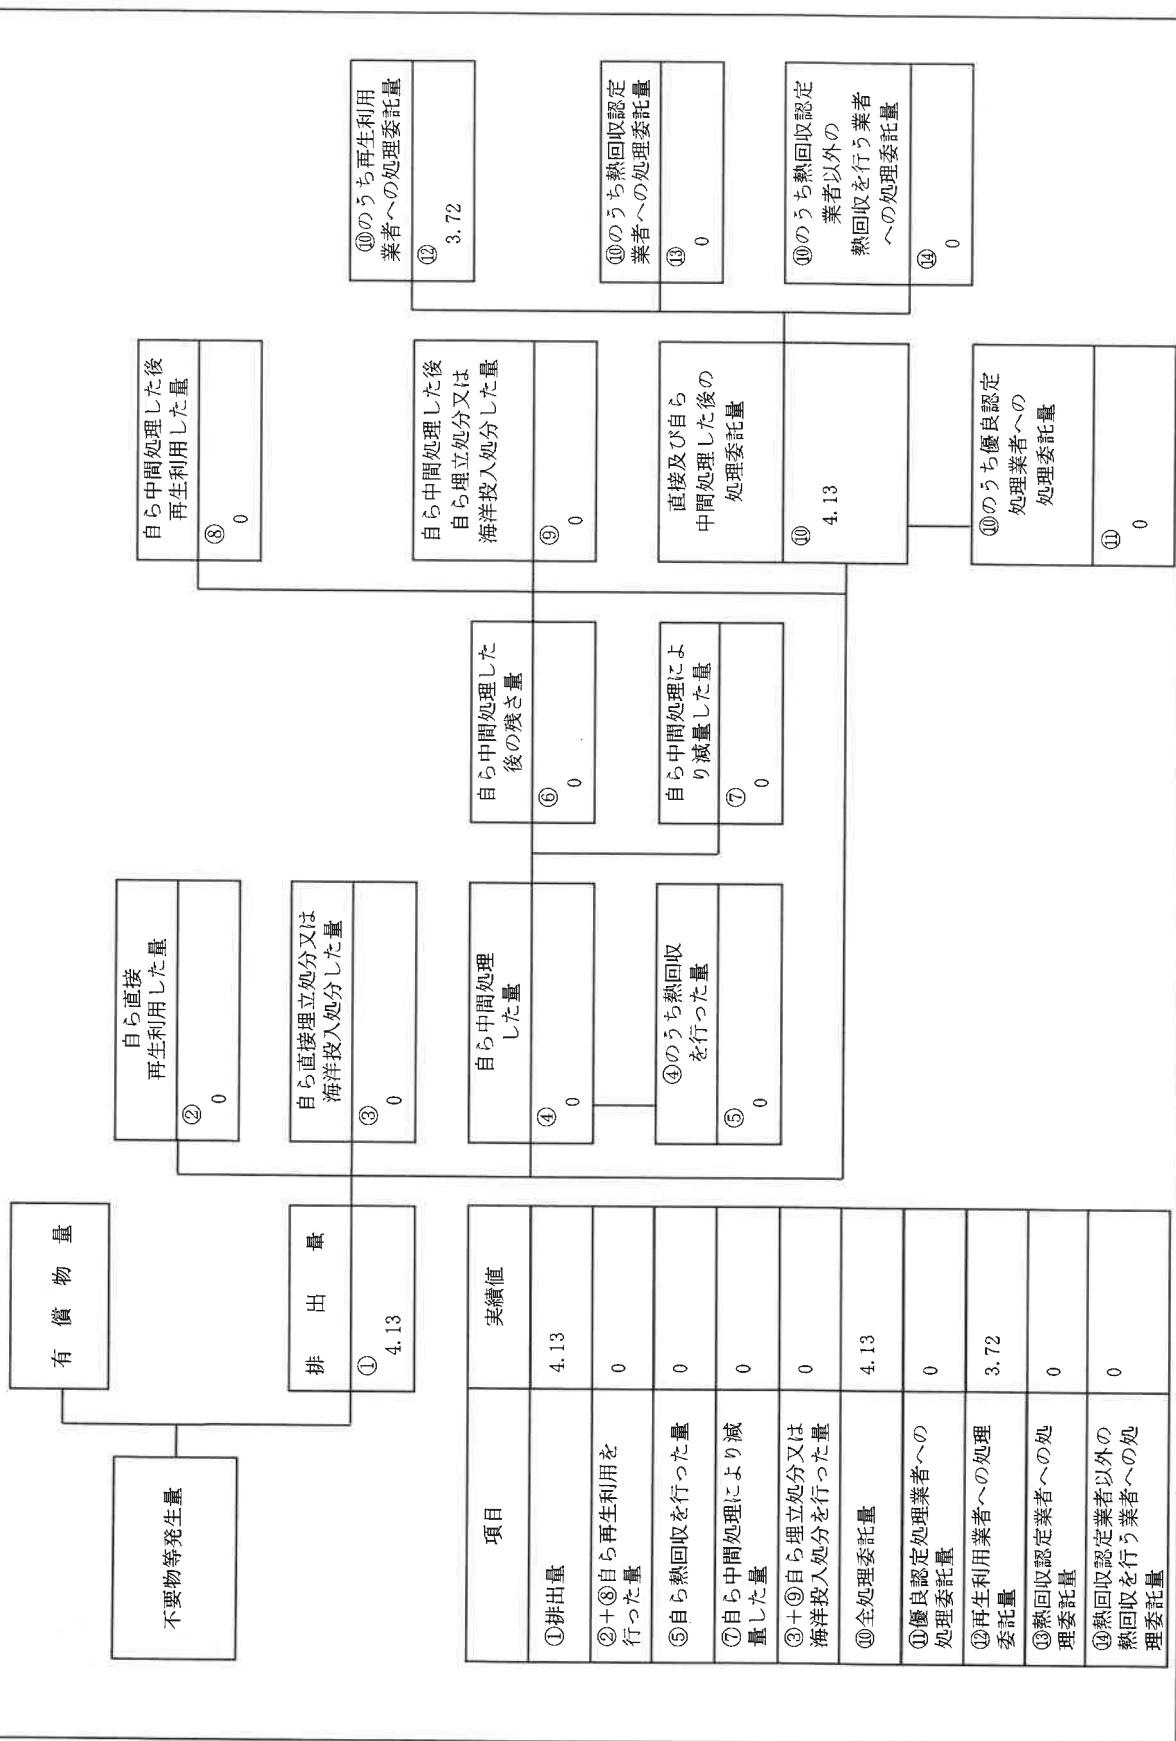 不要物等発生量
有 償 物 量
排 出 量
①
4.13
自ら直接
再生利用した量
②
0
自ら直接埋立処分又は
海洋投入処分した量
③
0
自ら中間処理
した量
④
0
④のうち熱回収
を行った量
⑤
0
自ら中間処理した
後の残さ量
⑥
0
自ら中間処理によ
り減量した量
⑦
0
自ら中間処理した後
再生利用した量
⑧
0
自ら中間処理した後
自ら埋立処分又は
海洋投入処分した量
⑨
0
直接及び自ら
中間処理した後の
処理委託量
⑩
4.13
⑩のうち優良認定
処理業者への
処理委託量
⑪
0
⑩のうち再生利用
業者への処理委託量
⑫
3.72
⑩のうち熱回収認定
業者への処理委託量
⑬
0
⑩のうち熱回収認定
業者以外の
熱回収を行う業者
への処理委託量
⑭
0
項目 実績値
①排出量 4.13
②+⑧自ら再生利用を
行った量 0
⑤自ら熱回収を行った量 0
⑦自ら中間処理により減
量した量 0
③+⑨自ら埋立処分又は
海洋投入処分を行った量 0
⑩全処理委託量 4.13
⑪優良認定処理業者への
処理委託量 0
⑫再生利用業者への処理
委託量 3.72
⑬熱回収認定業者への処
理委託量 0
⑭熱回収認定業者以外の
熱回収を行う業者への処
理委託量 0